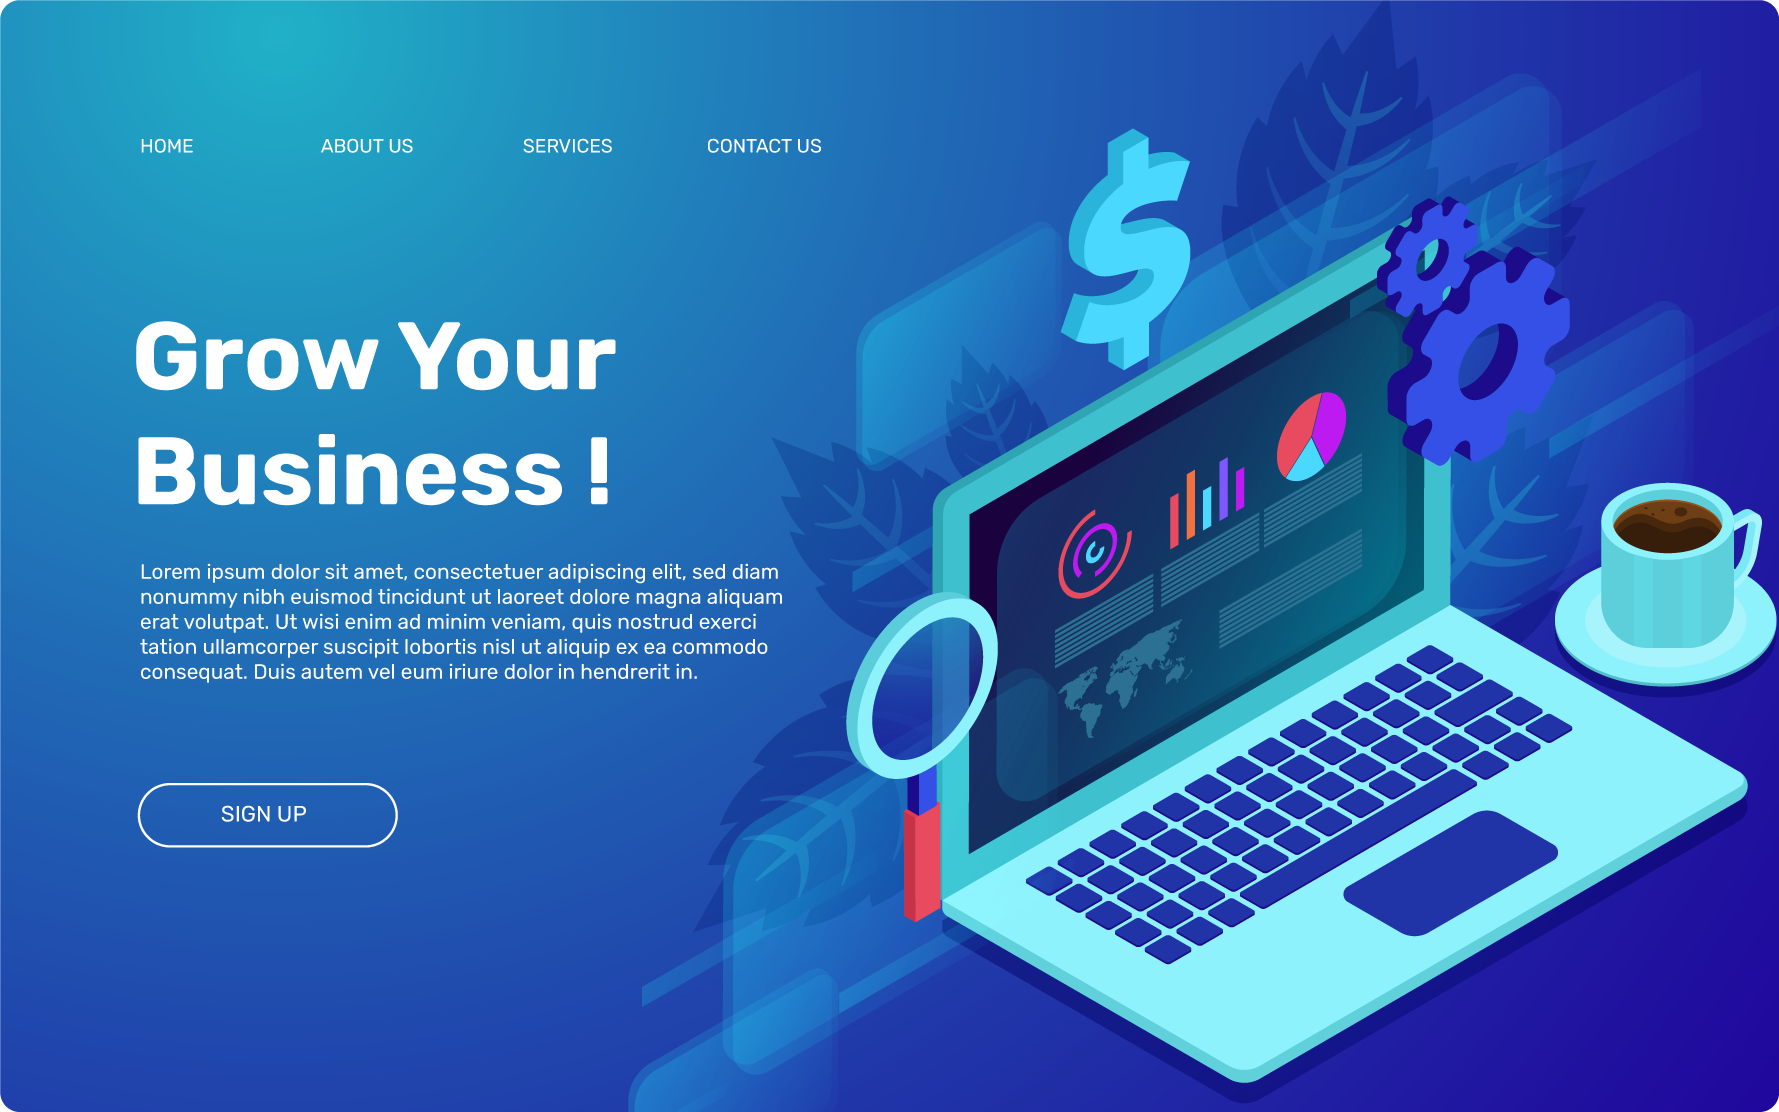 HOME ABOUT US SERVICES CONTACT US
Grow Your
Business !
Lorem ipsum dolor sit amet, consectetuer adipiscing elit, sed diam
nonummy nibh euismod tincidunt ut laoreet dolore magna aliquam
erat volutpat. Ut wisi enim ad minim veniam, quis nostrud exerci
tation ullamcorper suscipit lobortis nisl ut aliquip ex ea commodo
consequat. Duis autem vel eum iriure dolor in hendrerit in.
SIGN UP
$